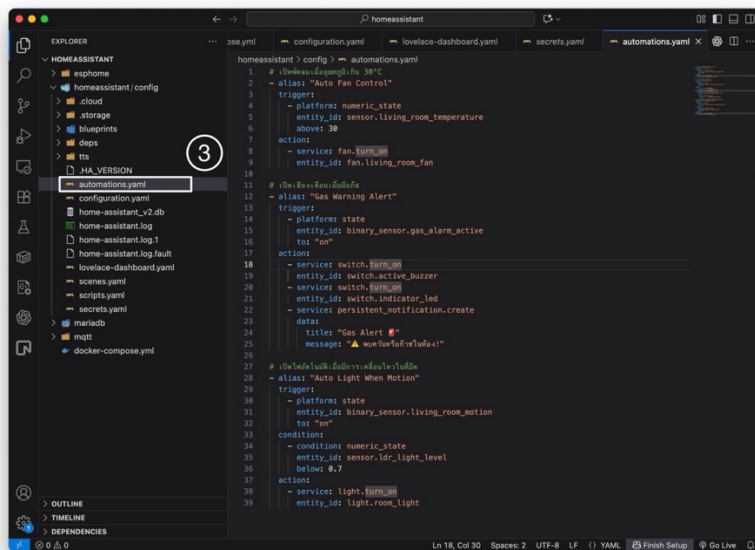 homeassistant
EXPLORER
HOMEASSISTANT
esphome
homeassistant / config
.cloud
.storage
blueprints
deps
tts
.HA_VERSION
automations.yaml
configuration.yaml
home-assistant_v2.db
home-assistant.log
home-assistant.log.1
home-assistant.log.fault
lovelace-dashboard.yaml
scenes.yaml
scripts.yaml
secrets.yaml
mariadb
mqtt
docker-compose.yml
OUTLINE
TIMELINE
DEPENDENCIES
3
ose.yml configuration.yaml lovelace-dashboard.yaml secrets.yaml automations.yaml
homeassistant > config > automations.yaml
1 # เปิดพัดลมเมื่ออุณหภูมิเกิน 30°C
2 - alias: "Auto Fan Control"
3 trigger:
4 - platform: numeric_state
5 entity_id: sensor.living_room_temperature
6 above: 30
7 action:
8 - service: fan.turn_on
9 entity_id: fan.living_room_fan
10
11 # เปิดเสียงเตือนเมื่อมีแก๊ส
12 - alias: "Gas Warning Alert"
13 trigger:
14 - platform: state
15 entity_id: binary_sensor.gas_alarm_active
16 to: "on"
17 action:
18 - service: switch.turn_on
19 entity_id: switch.active_buzzer
20 - service: switch.turn_on
21 entity_id: switch.indicator_led
22 - service: persistent_notification.create
23 data:
24 title: "Gas Alert 🚨"
25 message: "⚠️ พบควันหรือก๊าซในห้อง!"
26
27 # เปิดไฟอัตโนมัติเมื่อมีการเคลื่อนไหวในที่มืด
28 - alias: "Auto Light When Motion"
29 trigger:
30 - platform: state
31 entity_id: binary_sensor.living_room_motion
32 to: "on"
33 condition:
34 - condition: numeric_state
35 entity_id: sensor.ldr_light_level
36 below: 0.7
37 action:
38 - service: light.turn_on
39 entity_id: light.room_light
0 0 Ln 18, Col 30 Spaces: 2 UTF-8 LF {} YAML Finish Setup Go Live